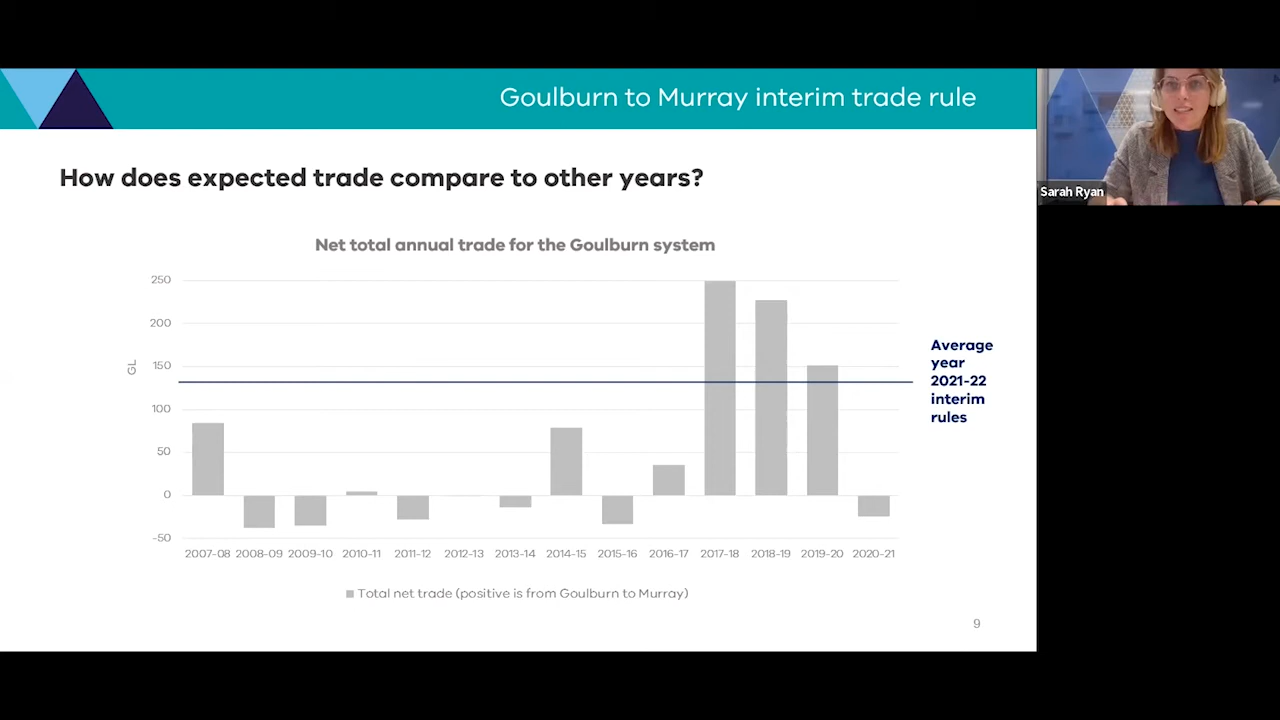 Goulburn to Murray interim trade rule
Sarah Ryan
How does expected trade compare to other years?
Net total annual trade for the Goulburn system
250
200
150
100
50
0
-50
GL
Average
year
2021-22
interim
rules
2007-08 2008-09 2009-10 2010-11 2011-12 2012-13 2013-14 2014-15 2015-16 2016-17 2017-18 2018-19 2019-20 2020-21
Total net trade (positive is from Goulburn to Murray)
9